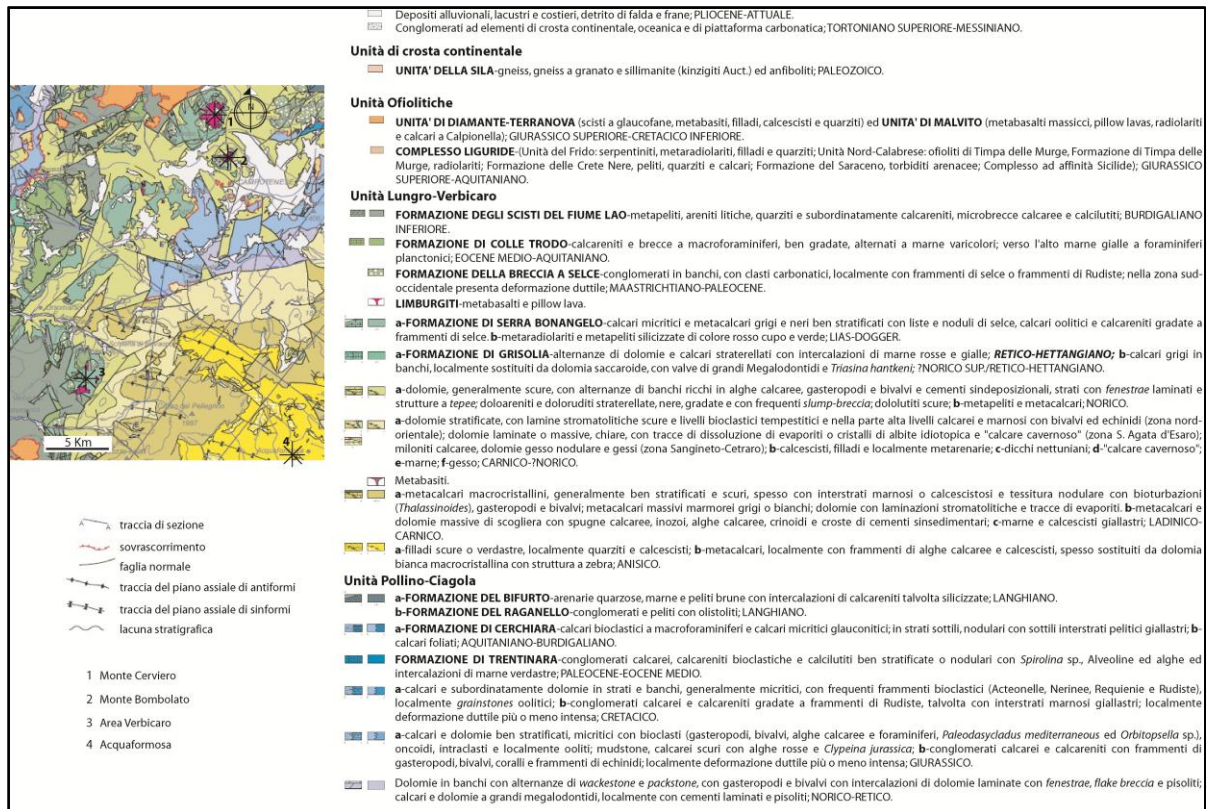 Depositi alluvionali, lacustri e costieri, detrito di falda e frane; PLIOCENE-ATTUALE.
Conglomerati ad elementi di crosta continentale, oceanica e di piattaforma carbonatica; TORTONIANO SUPERIORE-MESSINIANO.
Unità di crosta continentale
UNITA' DELLA SILA-gneiss, gneiss a granato e sillimanite (kinzigiti Auct.) ed anfiboliti; PALEOZOICO.
Unità Ofiolitiche
UNITA' DI DIAMANTE-TERRANOVA (scisti a glaucofane, metabasiti, filladi, calcescisti e quarziti) ed UNITA' DI MALVITO (metabasalti massicci, pillow lavas, radiolariti
e calcari a Calpionella); GIURASSICO SUPERIORE-CRETACICO INFERIORE.
COMPLESSO LIGURIDE-(Unità del Frido: serpentiniti, metaradiolariti, filladi e quarziti; Unità Nord-Calabrese: ofioliti di Timpa delle Murge, Formazione di Timpa delle
Murge, radiolariti; Formazione delle Crete Nere, peliti, quarziti e calcari; Formazione del Saraceno, torbiditi arenacee; Complesso ad affinità Sicilide); GIURASSICO
SUPERIORE-AQUITANIANO.
Unità Lungro-Verbicaro
FORMAZIONE DEGLI SCISTI DEL FIUME LAO-metapeliti, areniti litiche, quarziti e subordinatamente calcareniti, microbrecce calcaree e calcilutiti; BURDIGALIANO
INFERIORE.
FORMAZIONE DI COLLE TRODO-calcareniti e brecce a macroforaminiferi, ben gradate, alternati a marne varicolori; verso l'alto marne gialle a foraminiferi
planctonici; EOCENE MEDIO-AQUITANIANO.
FORMAZIONE DELLA BRECCIA A SELCE-conglomerati in banchi, con clasti carbonatici, localmente con frammenti di selce o frammenti di Rudiste; nella zona sud-
occidentale presenta deformazione duttile; MAASTRICHTIANO-PALEOCENE.
LIMBURGITI-metabasalti e pillow lava.
a-FORMAZIONE DI SERRA BONANGELO-calcari micritici e metacalcari grigi e neri ben stratificati con liste e noduli di selce, calcari oolitici e calcareniti gradate a
frammenti di selce. b-metaradiolariti e metapeliti silicizzate di colore rosso cupo e verde; LIAS-DOGGER.
a-FORMAZIONE DI GRISOLIA-alternanze di dolomie e calcari straterellati con intercalazioni di marne rosse e gialle; RETICO-HETTANGIANO; b-calcari grigi in
banchi, localmente sostituiti da dolomia saccaroide, con valve di grandi Megalodontidi e Triasina hantkeni; ?NORICO SUP./RETICO-HETTANGIANO.
a-dolomie, generalmente scure, con alternanze di banchi ricchi in alghe calcaree, gasteropodi e bivalvi e cementi sindeposizionali, strati con fenestrae laminati e
strutture a tepee; doloareniti e doloruditi straterellate, nere, gradate e con frequenti slump-breccia; dololutiti scure; b-metapeliti e metacalcari; NORICO.
a-dolomie stratificate, con lamine stromatolitiche scure e livelli bioclastici tempestitici e nella parte alta livelli calcarei e marnosi con bivalvi ed echinidi (zona nord-
orientale); dolomie laminate o massive, chiare, con tracce di dissoluzione di evaporiti o cristalli di albite idiotopica e "calcare cavernoso" (zona S. Agata d'Esaro);
miloniti calcaree, dolomie gesso nodulare e gessi (zona Sangineto-Cetraro); b-calcescisti, filladi e localmente metarenarie; c-dicchi nettuniani; d-"calcare cavernoso";
e-marne; f-gesso; CARNICO-?NORICO.
Metabasiti.
a-metacalcari macrocristallini, generalmente ben stratificati e scuri, spesso con interstrati marnosi o calcescistosi e tessitura nodulare con bioturbazioni
(Thalassinoides), gasteropodi e bivalvi; metacalcari massivi marmorei grigi o bianchi; dolomie con laminazioni stromatolitiche e tracce di evaporiti. b-metacalcari e
dolomie massive di scogliera con spugne calcaree, inozoi, alghe calcaree, crinoidi e croste di cementi sinsedimentari; c-marne e calcescisti giallastri; LADINICO-
CARNICO.
a-filladi scure o verdastre, localmente quarziti e calcescisti; b-metacalcari, localmente con frammenti di alghe calcaree e calcescisti, spesso sostituiti da dolomia
bianca macrocristallina con struttura a zebra; ANISICO.
Unità Pollino-Ciagola
a-FORMAZIONE DEL BIFURTO-arenarie quarzose, marne e peliti brune con intercalazioni di calcareniti talvolta silicizzate; LANGHIANO.
b-FORMAZIONE DEL RAGANELLO-conglomerati e peliti con olistoliti; LANGHIANO.
a-FORMAZIONE DI CERCHIARA-calcari bioclastici a macroforaminiferi e calcari micritici glauconitici; in strati sottili, nodulari con sottili interstrati pelitici giallastri; b-
calcari foliati; AQUITANIANO-BURDIGALIANO.
FORMAZIONE DI TRENTINARA-conglomerati calcarei, calcareniti bioclastiche e calcilutiti ben stratificate o nodulari con Spirolina sp., Alveoline ed alghe ed
intercalazioni di marne verdastre; PALEOCENE-EOCENE MEDIO.
a-calcari e subordinatamente dolomie in strati e banchi, generalmente micritici, con frequenti frammenti bioclastici (Acteonelle, Nerinee, Requienie e Rudiste),
localmente grainstones oolitici; b-conglomerati calcarei e calcareniti gradate a frammenti di Rudiste, talvolta con interstrati marnosi giallastri; localmente
deformazione duttile più o meno intensa; CRETACICO.
a-calcari e dolomie ben stratificati, micritici con bioclasti (gasteropodi, bivalvi, alghe calcaree e foraminiferi, Paleodasycladus mediterraneous ed Orbitopsella sp.),
oncoidi, intraclasti e localmente ooliti; mudstone, calcarei scuri con alghe rosse e Clypeina jurassica; b-conglomerati calcarei e calcareniti con frammenti di
gasteropodi, bivalvi, coralli e frammenti di echinidi; localmente deformazione duttile più o meno intensa; GIURASSICO.
Dolomie in banchi con alternanze di wackestone e packstone, con gasteropodi e bivalvi con intercalazioni di dolomie laminate con fenestrae, flake breccia e pisoliti;
calcari e dolomie a grandi megalodontidi, localmente con cementi laminati e pisoliti; NORICO-RETICO.
N
1
2
3
4
5 Km
A A traccia di sezione
sovrascorrimento
faglia normale
traccia del piano assiale di antiformi
traccia del piano assiale di sinformi
lacuna stratigrafica
1 Monte Cerviero
2 Monte Bombolato
3 Area Verbicaro
4 Acquaformosa